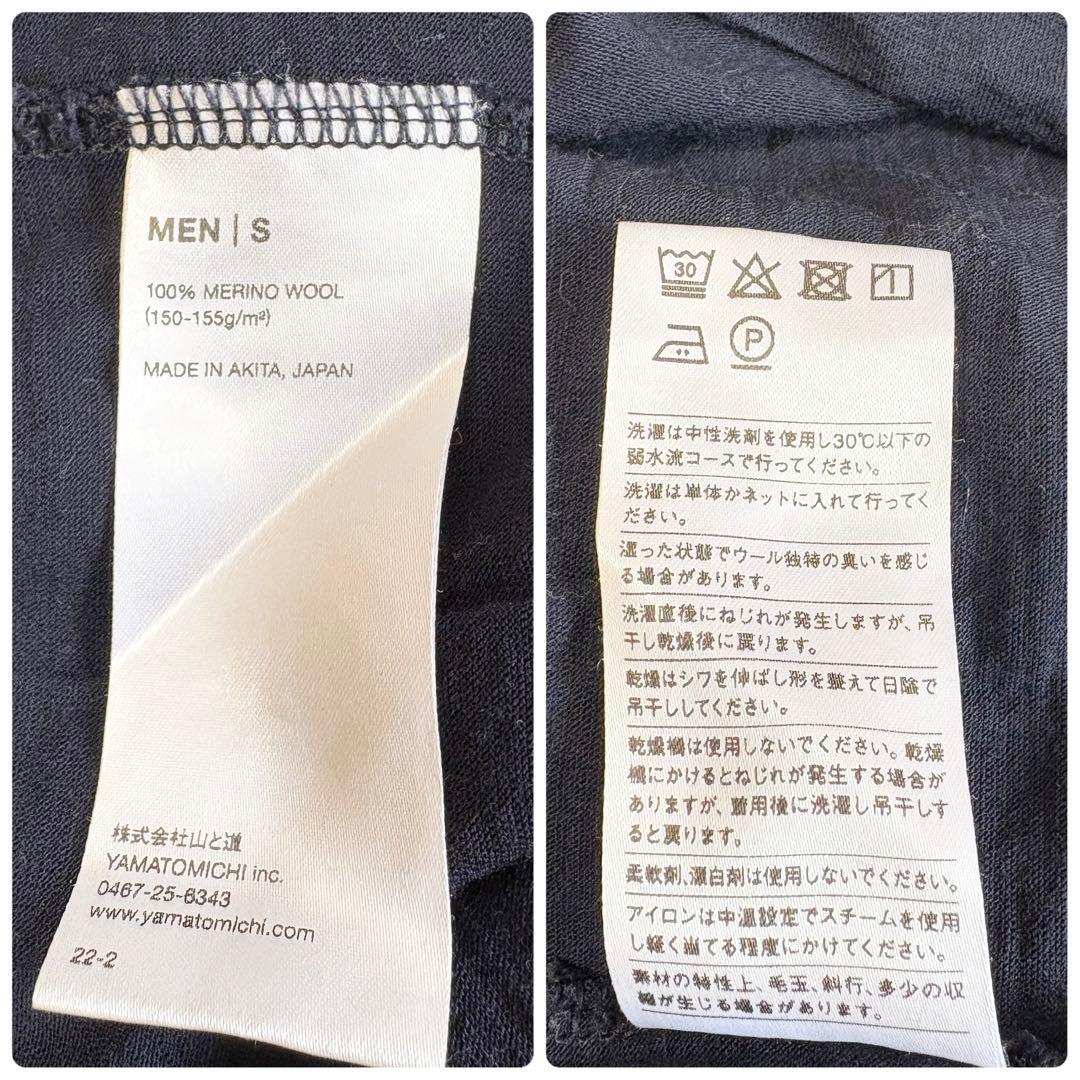 MEN | S
100% MERINO WOOL
(150-155g/m²)
MADE IN AKITA, JAPAN
株式会社山と道
YAMATOMICHI inc.
0467-25-6343
www.yamatomichi.com
22-2
30
P
洗濯は中性洗剤を使用し30℃以下の
弱水流コースで行ってください。
洗濯は単体かネットに入れて行ってく
ださい。
湿った状態でウール独特の臭いを感じ
る場合があります。
洗濯直後にねじれが発生しますが、吊
干し乾燥後に戻ります。
乾燥はシワを伸ばし形を整えて日陰で
吊干ししてください。
乾燥機は使用しないでください。乾燥
機にかけるとねじれが発生する場合が
ありますが、着用後に洗濯し吊干しす
ると戻ります。
柔軟剤、漂白剤は使用しないでください。
アイロンは中温設定でスチームを使用
し軽く当てる程度にかけてください。
素材の特性上、毛玉、斜行、多少の収
縮が生じる場合があります。